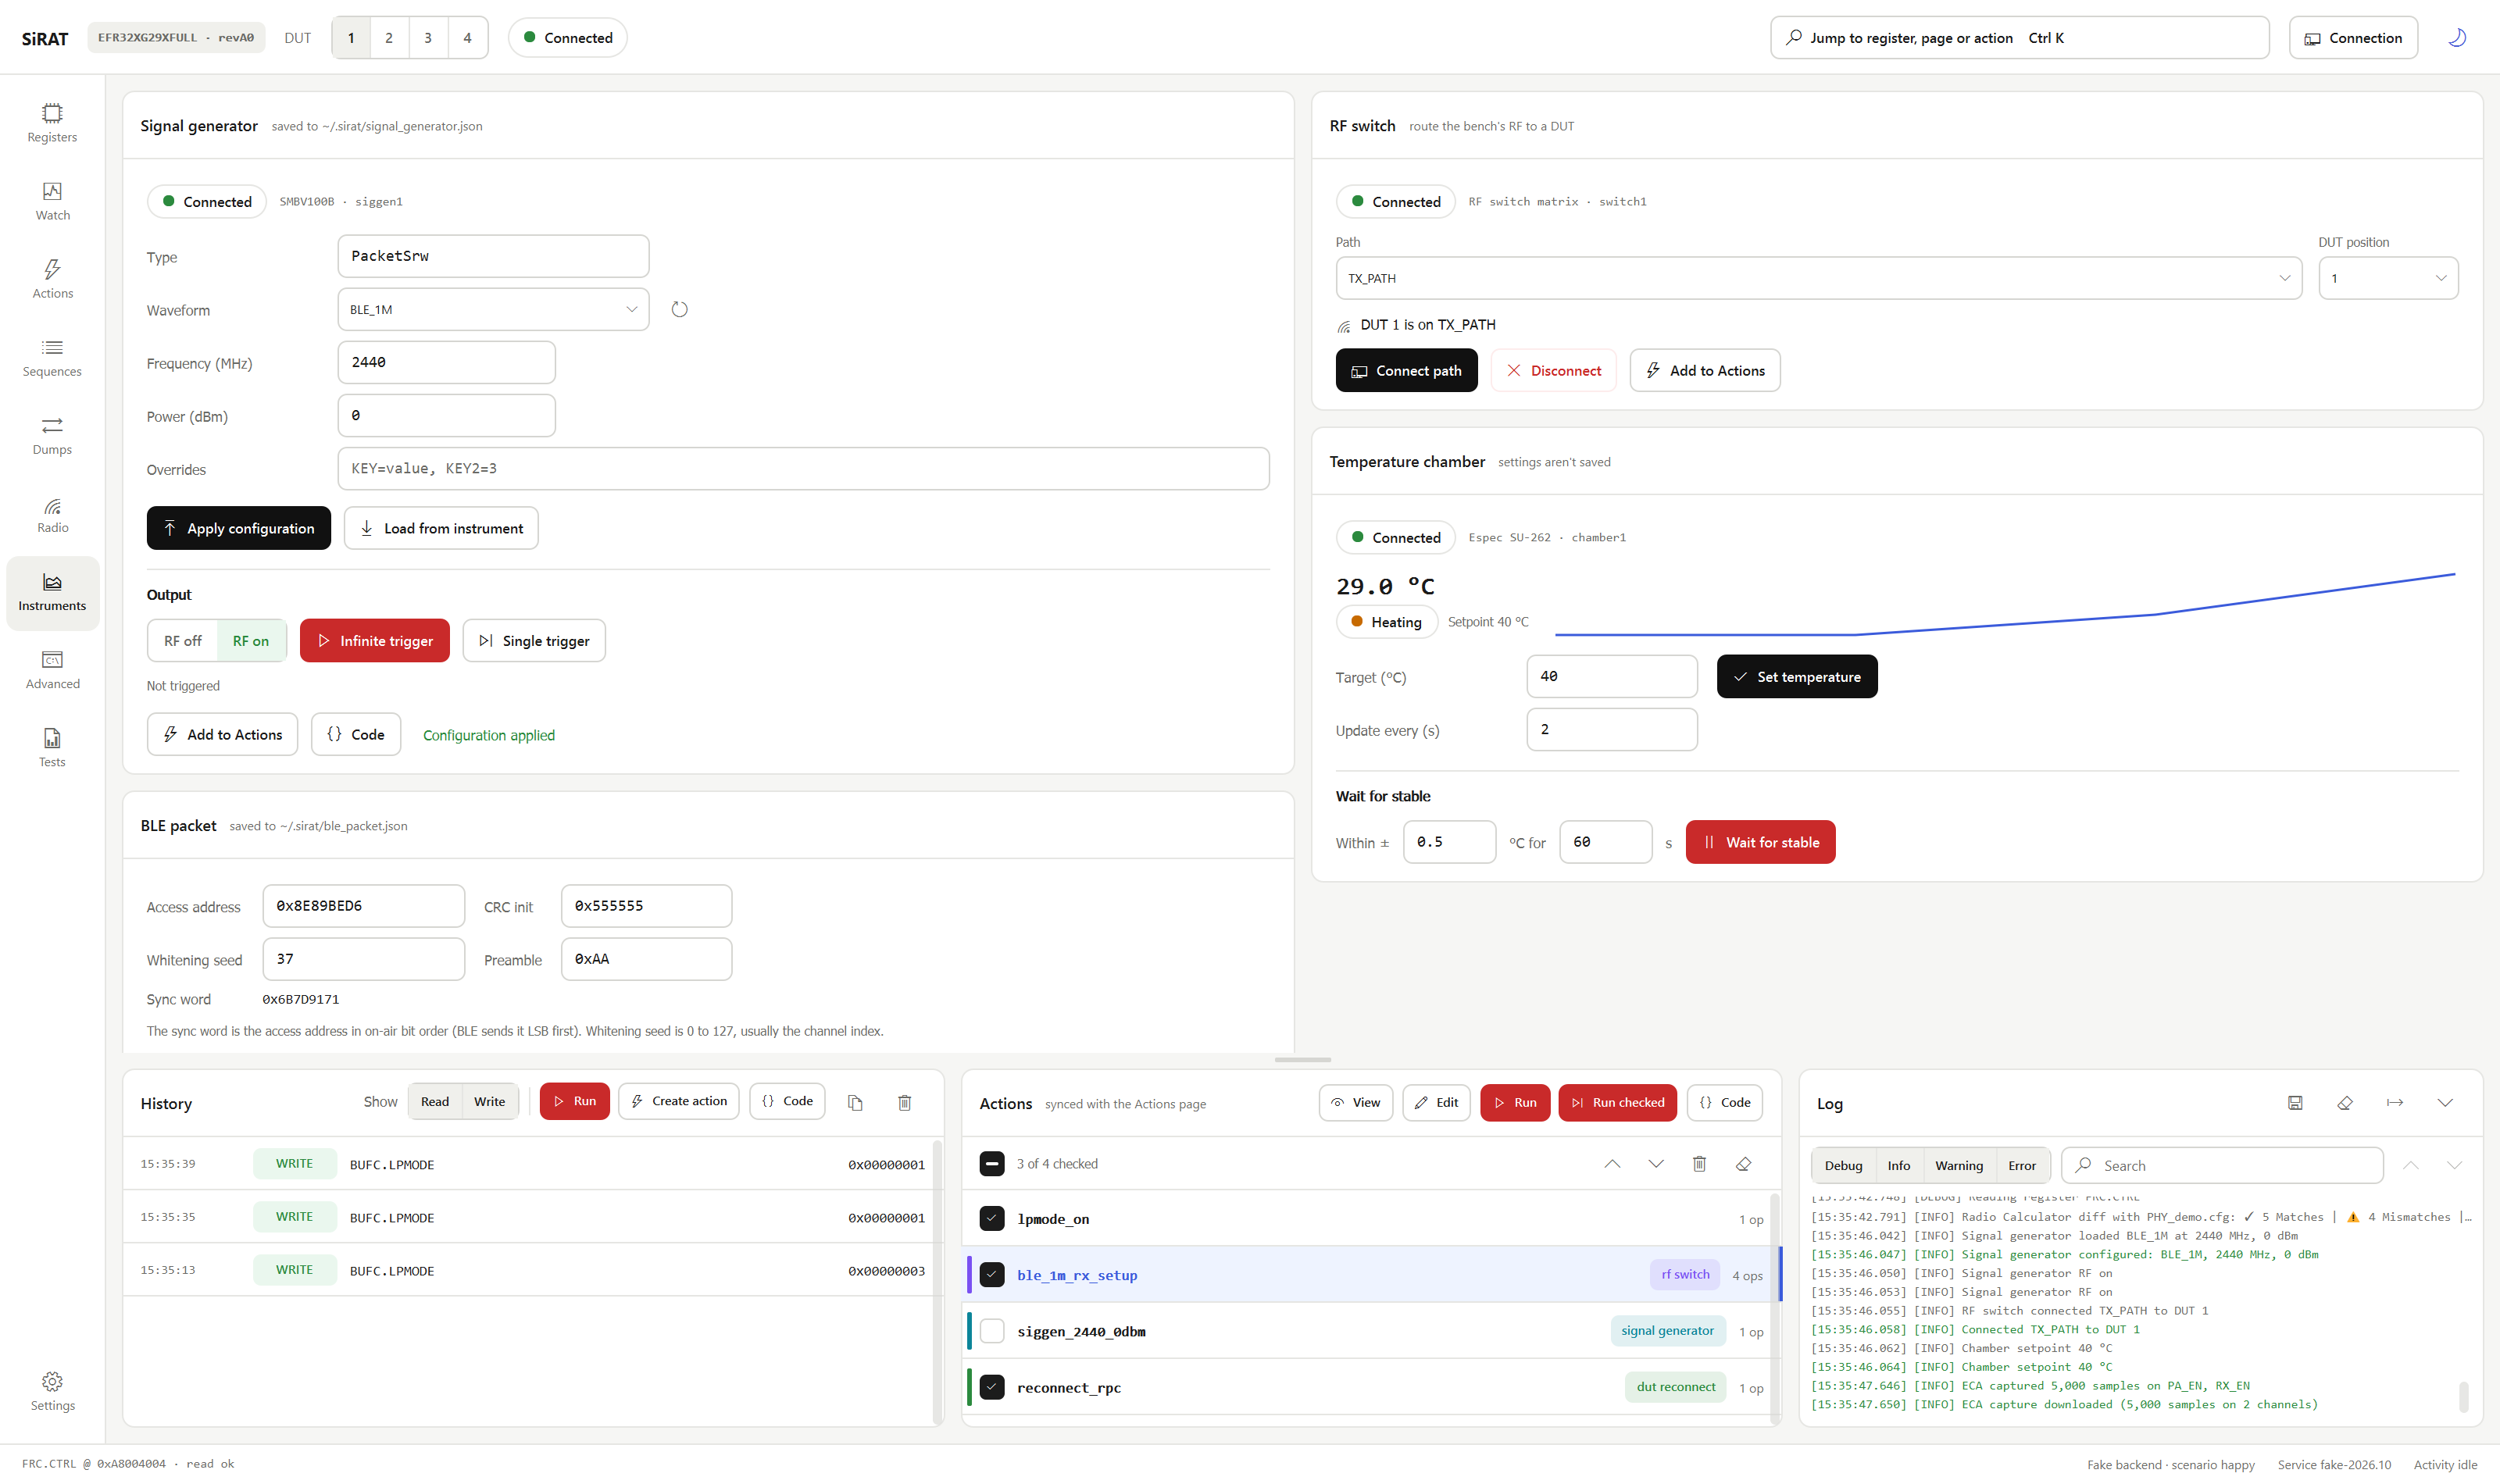 SiRAT
EFR32XG29XFULL · revA0
DUT
1 2 3 4
Connected
Jump to register, page or action Ctrl K
Connection
Registers
Watch
Actions
Sequences
Dumps
Radio
Instruments
Advanced
Tests
Settings
Signal generator saved to ~/.sirat/signal_generator.json
Connected SMBV100B · siggen1
Type PacketSrw
Waveform BLE_1M
Frequency (MHz) 2440
Power (dBm) 0
Overrides KEY=value, KEY2=3
Apply configuration Load from instrument
Output
RF off RF on Infinite trigger Single trigger
Not triggered
Add to Actions {} Code Configuration applied
BLE packet saved to ~/.sirat/ble_packet.json
Access address 0x8E89BED6 CRC init 0x555555
Whitening seed 37 Preamble 0xAA
Sync word 0x6B7D9171
The sync word is the access address in on-air bit order (BLE sends it LSB first). Whitening seed is 0 to 127, usually the channel index.
RF switch route the bench's RF to a DUT
Connected RF switch matrix · switch1
Path DUT position
TX_PATH 1
DUT 1 is on TX_PATH
Connect path Disconnect Add to Actions
Temperature chamber settings aren't saved
Connected Espec SU-262 · chamber1
29.0 °C
Heating Setpoint 40 °C
Target (°C) 40 Set temperature
Update every (s) 2
Wait for stable
Within ± 0.5 °C for 60 s Wait for stable
History Show Read Write Run Create action {} Code
15:35:39 WRITE BUFC.LPMODE 0x00000001
15:35:35 WRITE BUFC.LPMODE 0x00000001
15:35:13 WRITE BUFC.LPMODE 0x00000003
Actions synced with the Actions page View Edit Run Run checked {} Code
3 of 4 checked
lpmode_on 1 op
ble_1m_rx_setup rf switch 4 ops
siggen_2440_0dbm signal generator 1 op
reconnect_rpc dut reconnect 1 op
Log
Debug Info Warning Error Search
[15:35:42.748] [DEBUG] Reading register FRC.CTRL
[15:35:42.791] [INFO] Radio Calculator diff with PHY_demo.cfg: ✓ 5 Matches | ⚠ 4 Mismatches |…
[15:35:46.042] [INFO] Signal generator loaded BLE_1M at 2440 MHz, 0 dBm
[15:35:46.047] [INFO] Signal generator configured: BLE_1M, 2440 MHz, 0 dBm
[15:35:46.050] [INFO] Signal generator RF on
[15:35:46.053] [INFO] Signal generator RF on
[15:35:46.055] [INFO] RF switch connected TX_PATH to DUT 1
[15:35:46.058] [INFO] Connected TX_PATH to DUT 1
[15:35:46.062] [INFO] Chamber setpoint 40 °C
[15:35:46.064] [INFO] Chamber setpoint 40 °C
[15:35:47.646] [INFO] ECA captured 5,000 samples on PA_EN, RX_EN
[15:35:47.650] [INFO] ECA capture downloaded (5,000 samples on 2 channels)
FRC.CTRL @ 0xA8004004 · read ok
Fake backend · scenario happy Service fake-2026.10 Activity idle